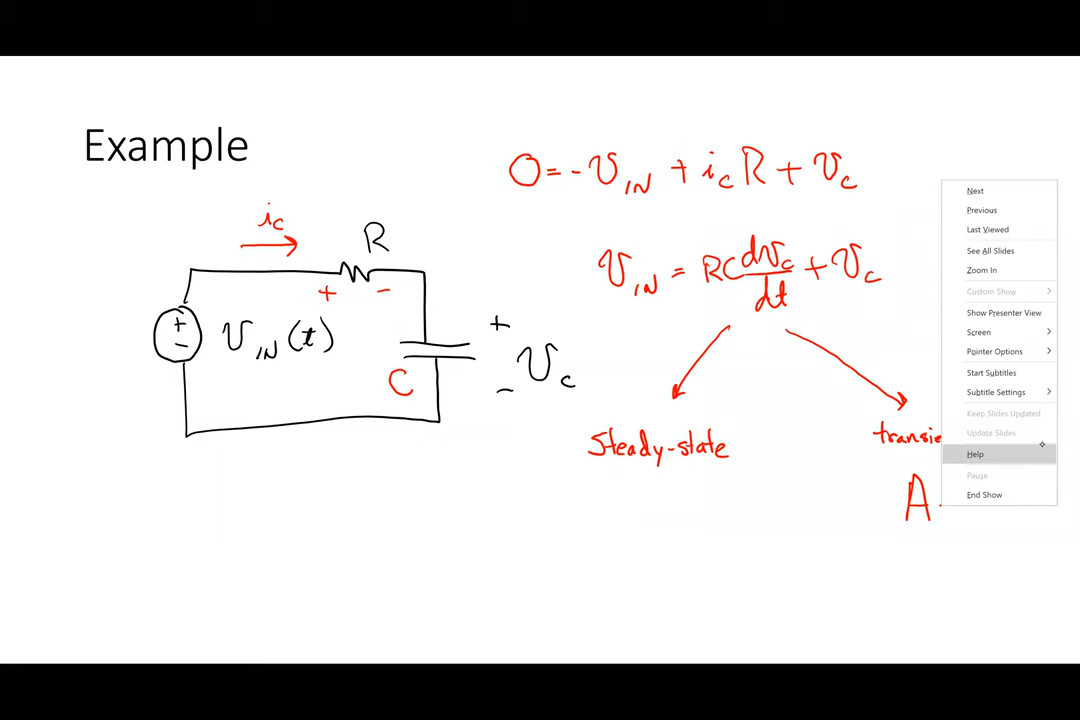 Example
0 = -v_IN + i_c R + v_c
i_c
R
v_IN = RC dv_c/dt + v_c
+ -
+
-
v_IN (t)
+
-
v_c
C
Steady-state
transie
A
Next
Previous
Last Viewed
See All Slides
Zoom In
Custom Show
Show Presenter View
Screen
Pointer Options
Start Subtitles
Subtitle Settings
Keep Slides Updated
Update Slides
Help
Pause
End Show